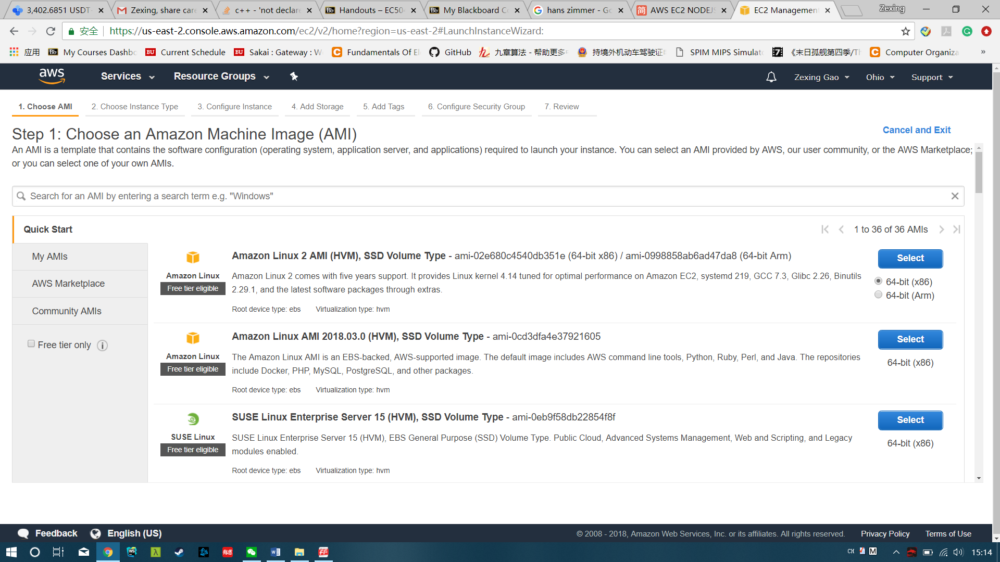 3,402.6851 USDT
Zexing, share care
c++ - 'not declare
Handouts – EC504
My Blackboard C
hans zimmer - Go
AWS EC2 NODEJS
EC2 Management
Zexing
安全
https://us-east-2.console.aws.amazon.com/ec2/v2/home?region=us-east-2#LaunchInstanceWizard:
应用
My Courses Dashbo
Current Schedule
Sakai : Gateway : W
Fundamentals Of El
GitHub
九章算法 - 帮助更多
持境外机动车驾驶证
SPIM MIPS Simulat
《末日孤舰第四季/Th
Computer Organiza
»
aws
Services
Resource Groups
Zexing Gao
Ohio
Support
1. Choose AMI
2. Choose Instance Type
3. Configure Instance
4. Add Storage
5. Add Tags
6. Configure Security Group
7. Review
Step 1: Choose an Amazon Machine Image (AMI)
Cancel and Exit
An AMI is a template that contains the software configuration (operating system, application server, and applications) required to launch your instance. You can select an AMI provided by AWS, our user community, or the AWS Marketplace;
or you can select one of your own AMIs.
Search for an AMI by entering a search term e.g. "Windows"
Quick Start
1 to 36 of 36 AMIs
My AMIs
AWS Marketplace
Community AMIs
Free tier only
Amazon Linux
Free tier eligible
Amazon Linux 2 AMI (HVM), SSD Volume Type - ami-02e680c4540db351e (64-bit x86) / ami-0998858ab6ad47da8 (64-bit Arm)
Amazon Linux 2 comes with five years support. It provides Linux kernel 4.14 tuned for optimal performance on Amazon EC2, systemd 219, GCC 7.3, Glibc 2.26, Binutils
2.29.1, and the latest software packages through extras.
Root device type: ebs
Virtualization type: hvm
Select
64-bit (x86)
64-bit (Arm)
Amazon Linux
Free tier eligible
Amazon Linux AMI 2018.03.0 (HVM), SSD Volume Type - ami-0cd3dfa4e37921605
The Amazon Linux AMI is an EBS-backed, AWS-supported image. The default image includes AWS command line tools, Python, Ruby, Perl, and Java. The repositories
include Docker, PHP, MySQL, PostgreSQL, and other packages.
Root device type: ebs
Virtualization type: hvm
Select
64-bit (x86)
SUSE Linux
Free tier eligible
SUSE Linux Enterprise Server 15 (HVM), SSD Volume Type - ami-0eb9f58db22854f8f
SUSE Linux Enterprise Server 15 (HVM), EBS General Purpose (SSD) Volume Type. Public Cloud, Advanced Systems Management, Web and Scripting, and Legacy
modules enabled.
Root device type: ebs
Virtualization type: hvm
Select
64-bit (x86)
Feedback
English (US)
© 2008 - 2018, Amazon Web Services, Inc. or its affiliates. All rights reserved.
Privacy Policy
Terms of Use
CH
M
15:14